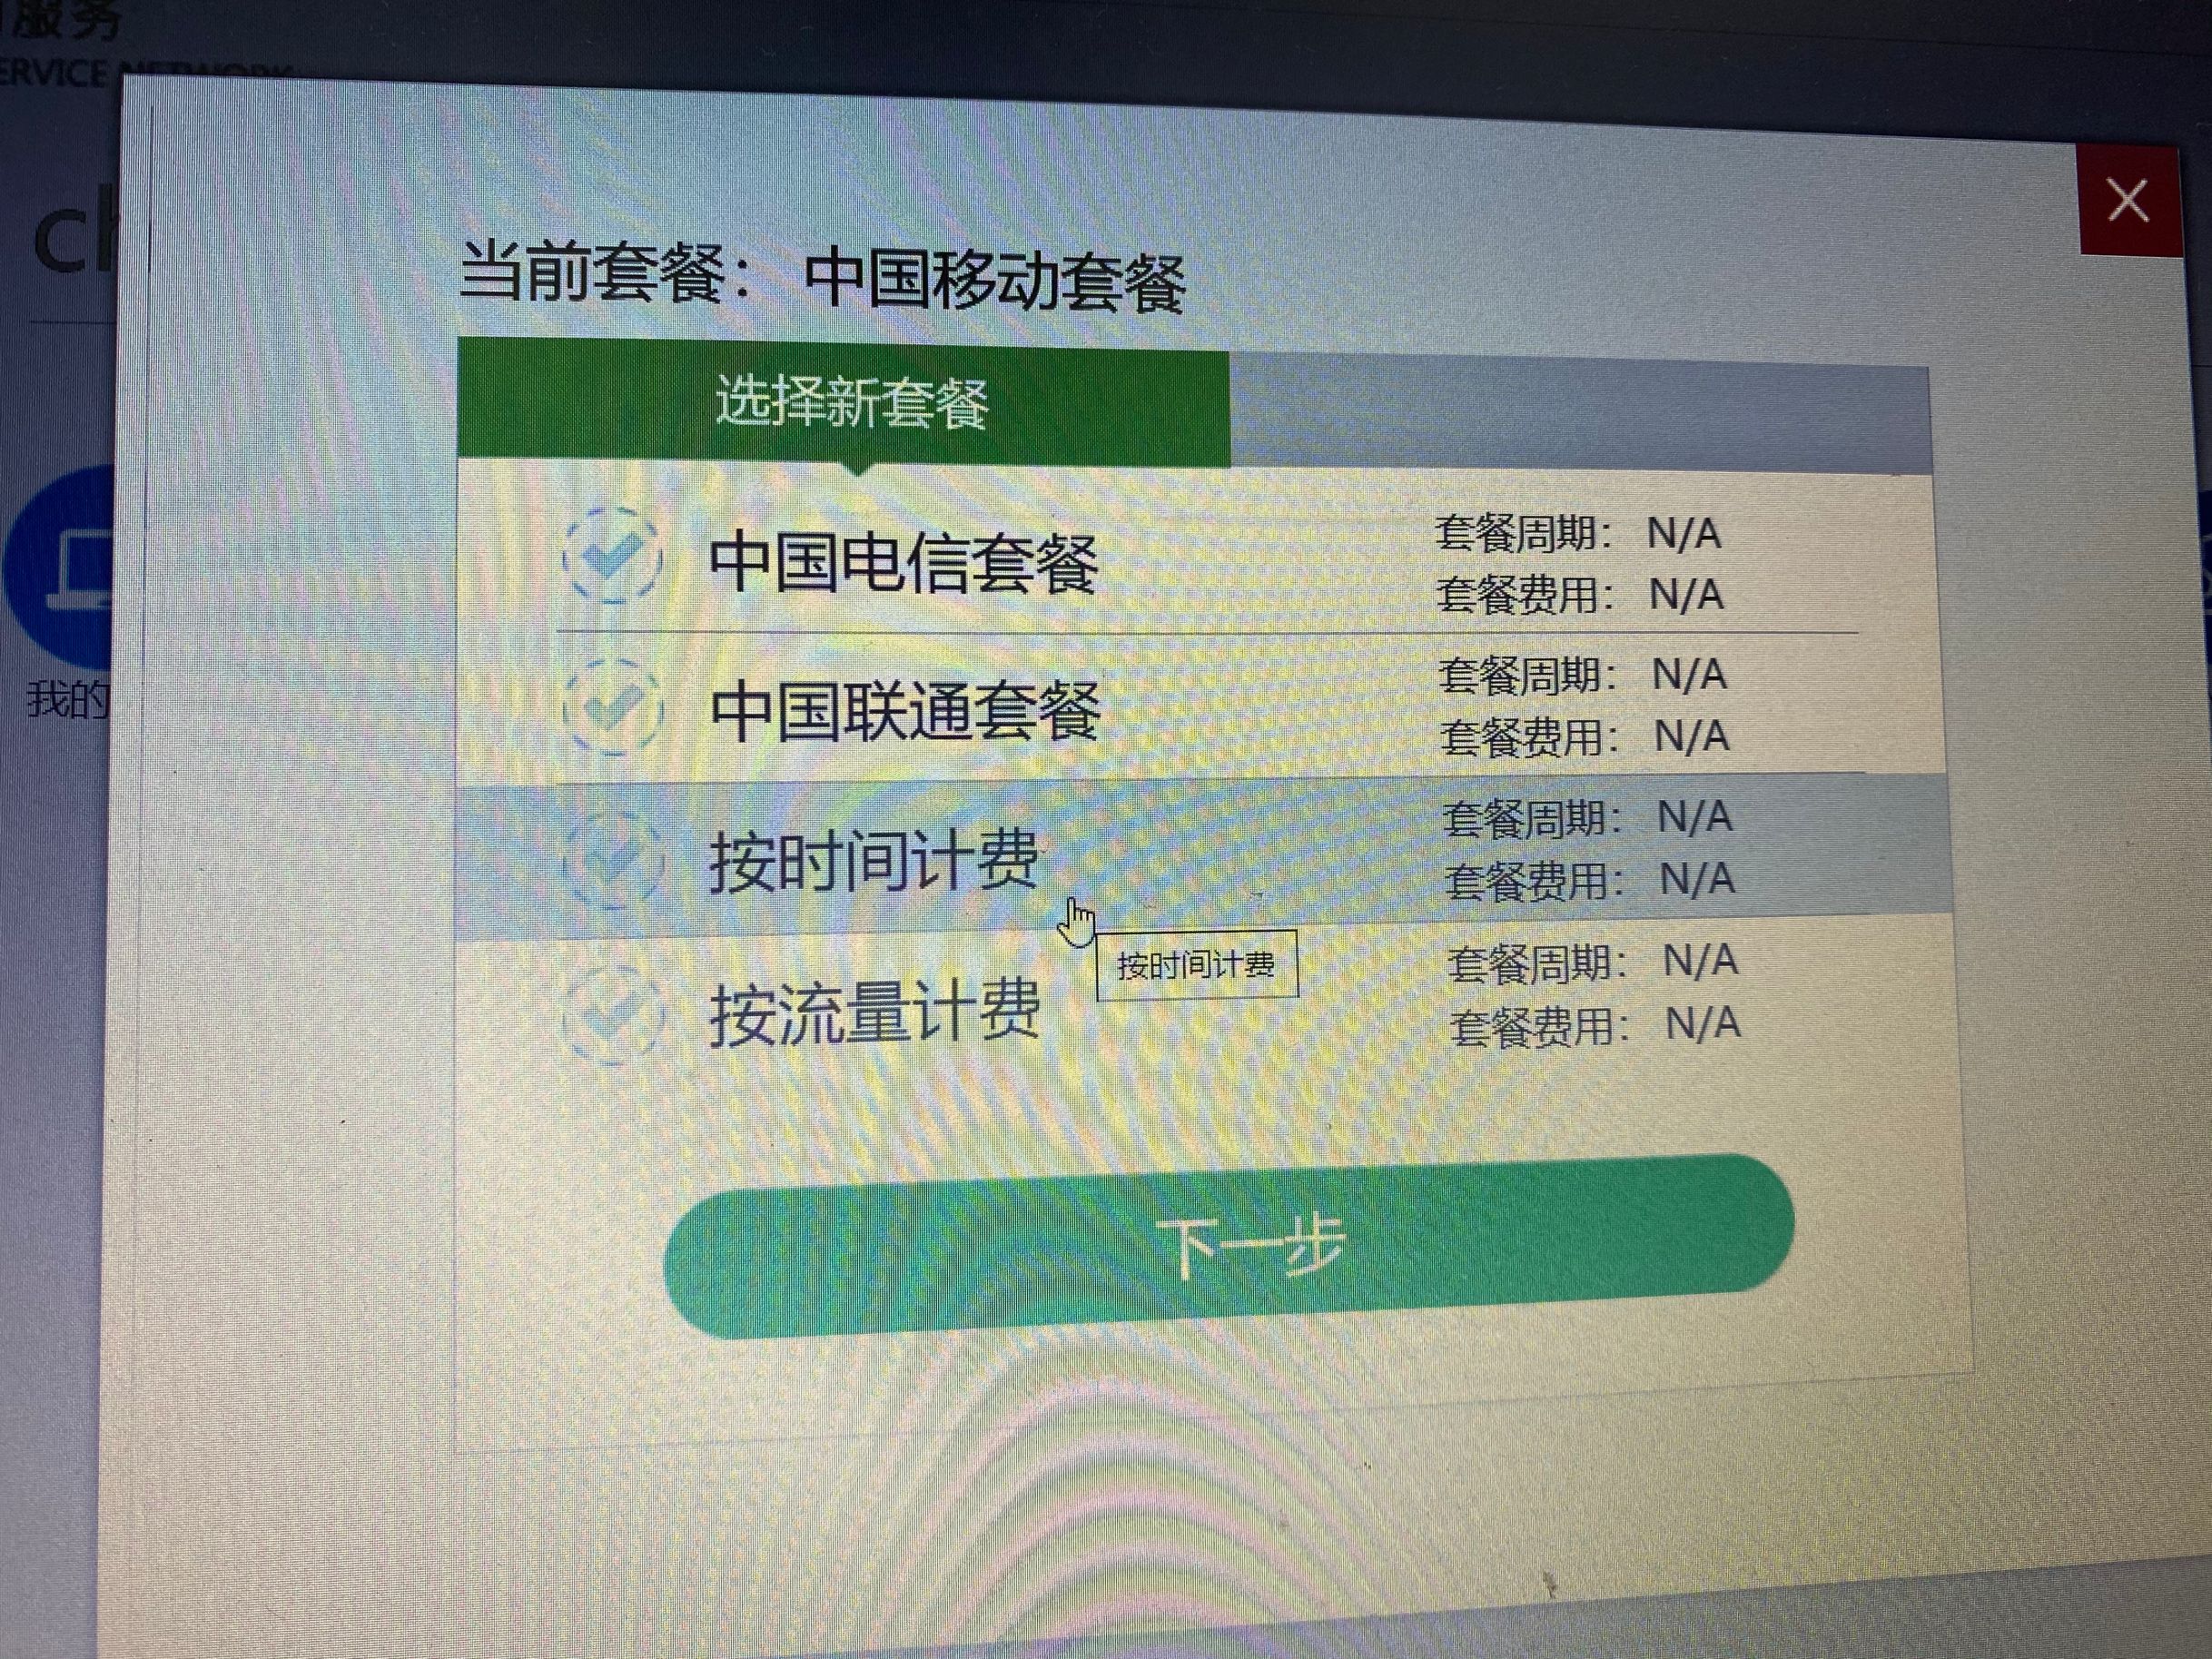 服务
ERVICE NETWORK
当前套餐： 中国移动套餐
选择新套餐
中国电信套餐
套餐周期： N/A
套餐费用： N/A
中国联通套餐
套餐周期： N/A
套餐费用： N/A
按时间计费
套餐周期： N/A
套餐费用： N/A
按时间计费
按流量计费
套餐周期： N/A
套餐费用： N/A
我的
下一步